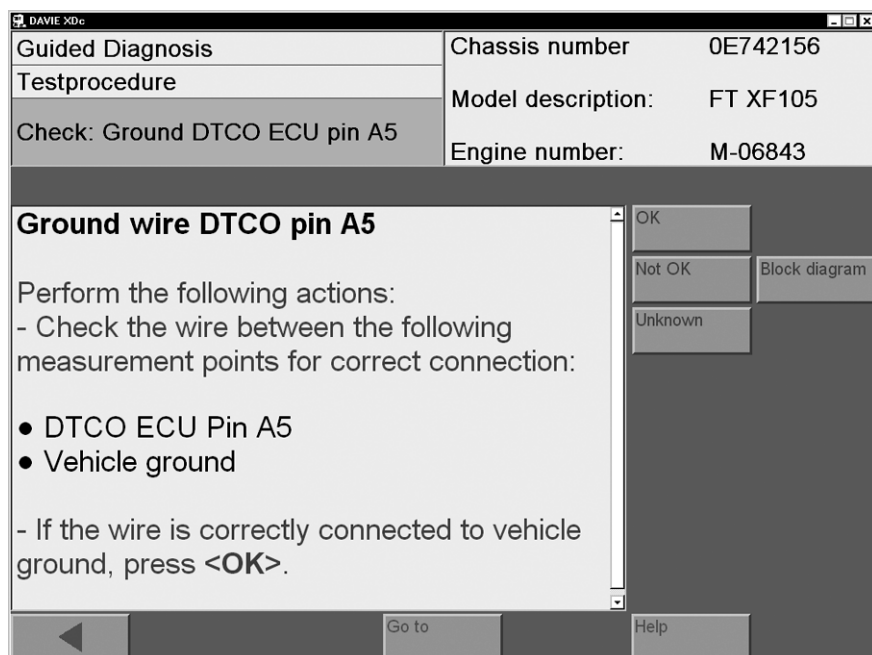 DAVIE XDc
Guided Diagnosis
Testprocedure
Check: Ground DTCO ECU pin A5
Chassis number 0E742156
Model description: FT XF105
Engine number: M-06843
Ground wire DTCO pin A5
Perform the following actions:
- Check the wire between the following
measurement points for correct connection:
● DTCO ECU Pin A5
● Vehicle ground
- If the wire is correctly connected to vehicle
ground, press <OK>.
OK
Not OK
Block diagram
Unknown
Go to
Help